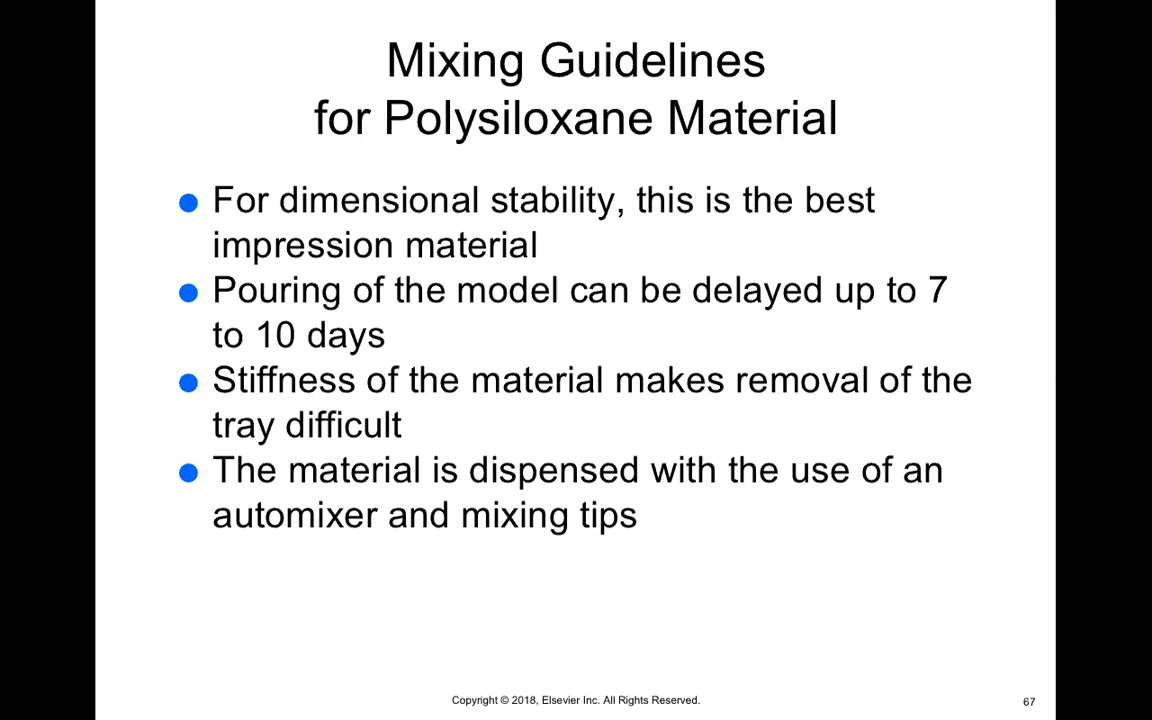 Mixing Guidelines
for Polysiloxane Material
● For dimensional stability, this is the best
impression material
● Pouring of the model can be delayed up to 7
to 10 days
● Stiffness of the material makes removal of the
tray difficult
● The material is dispensed with the use of an
automixer and mixing tips
Copyright © 2018, Elsevier Inc. All Rights Reserved.
67